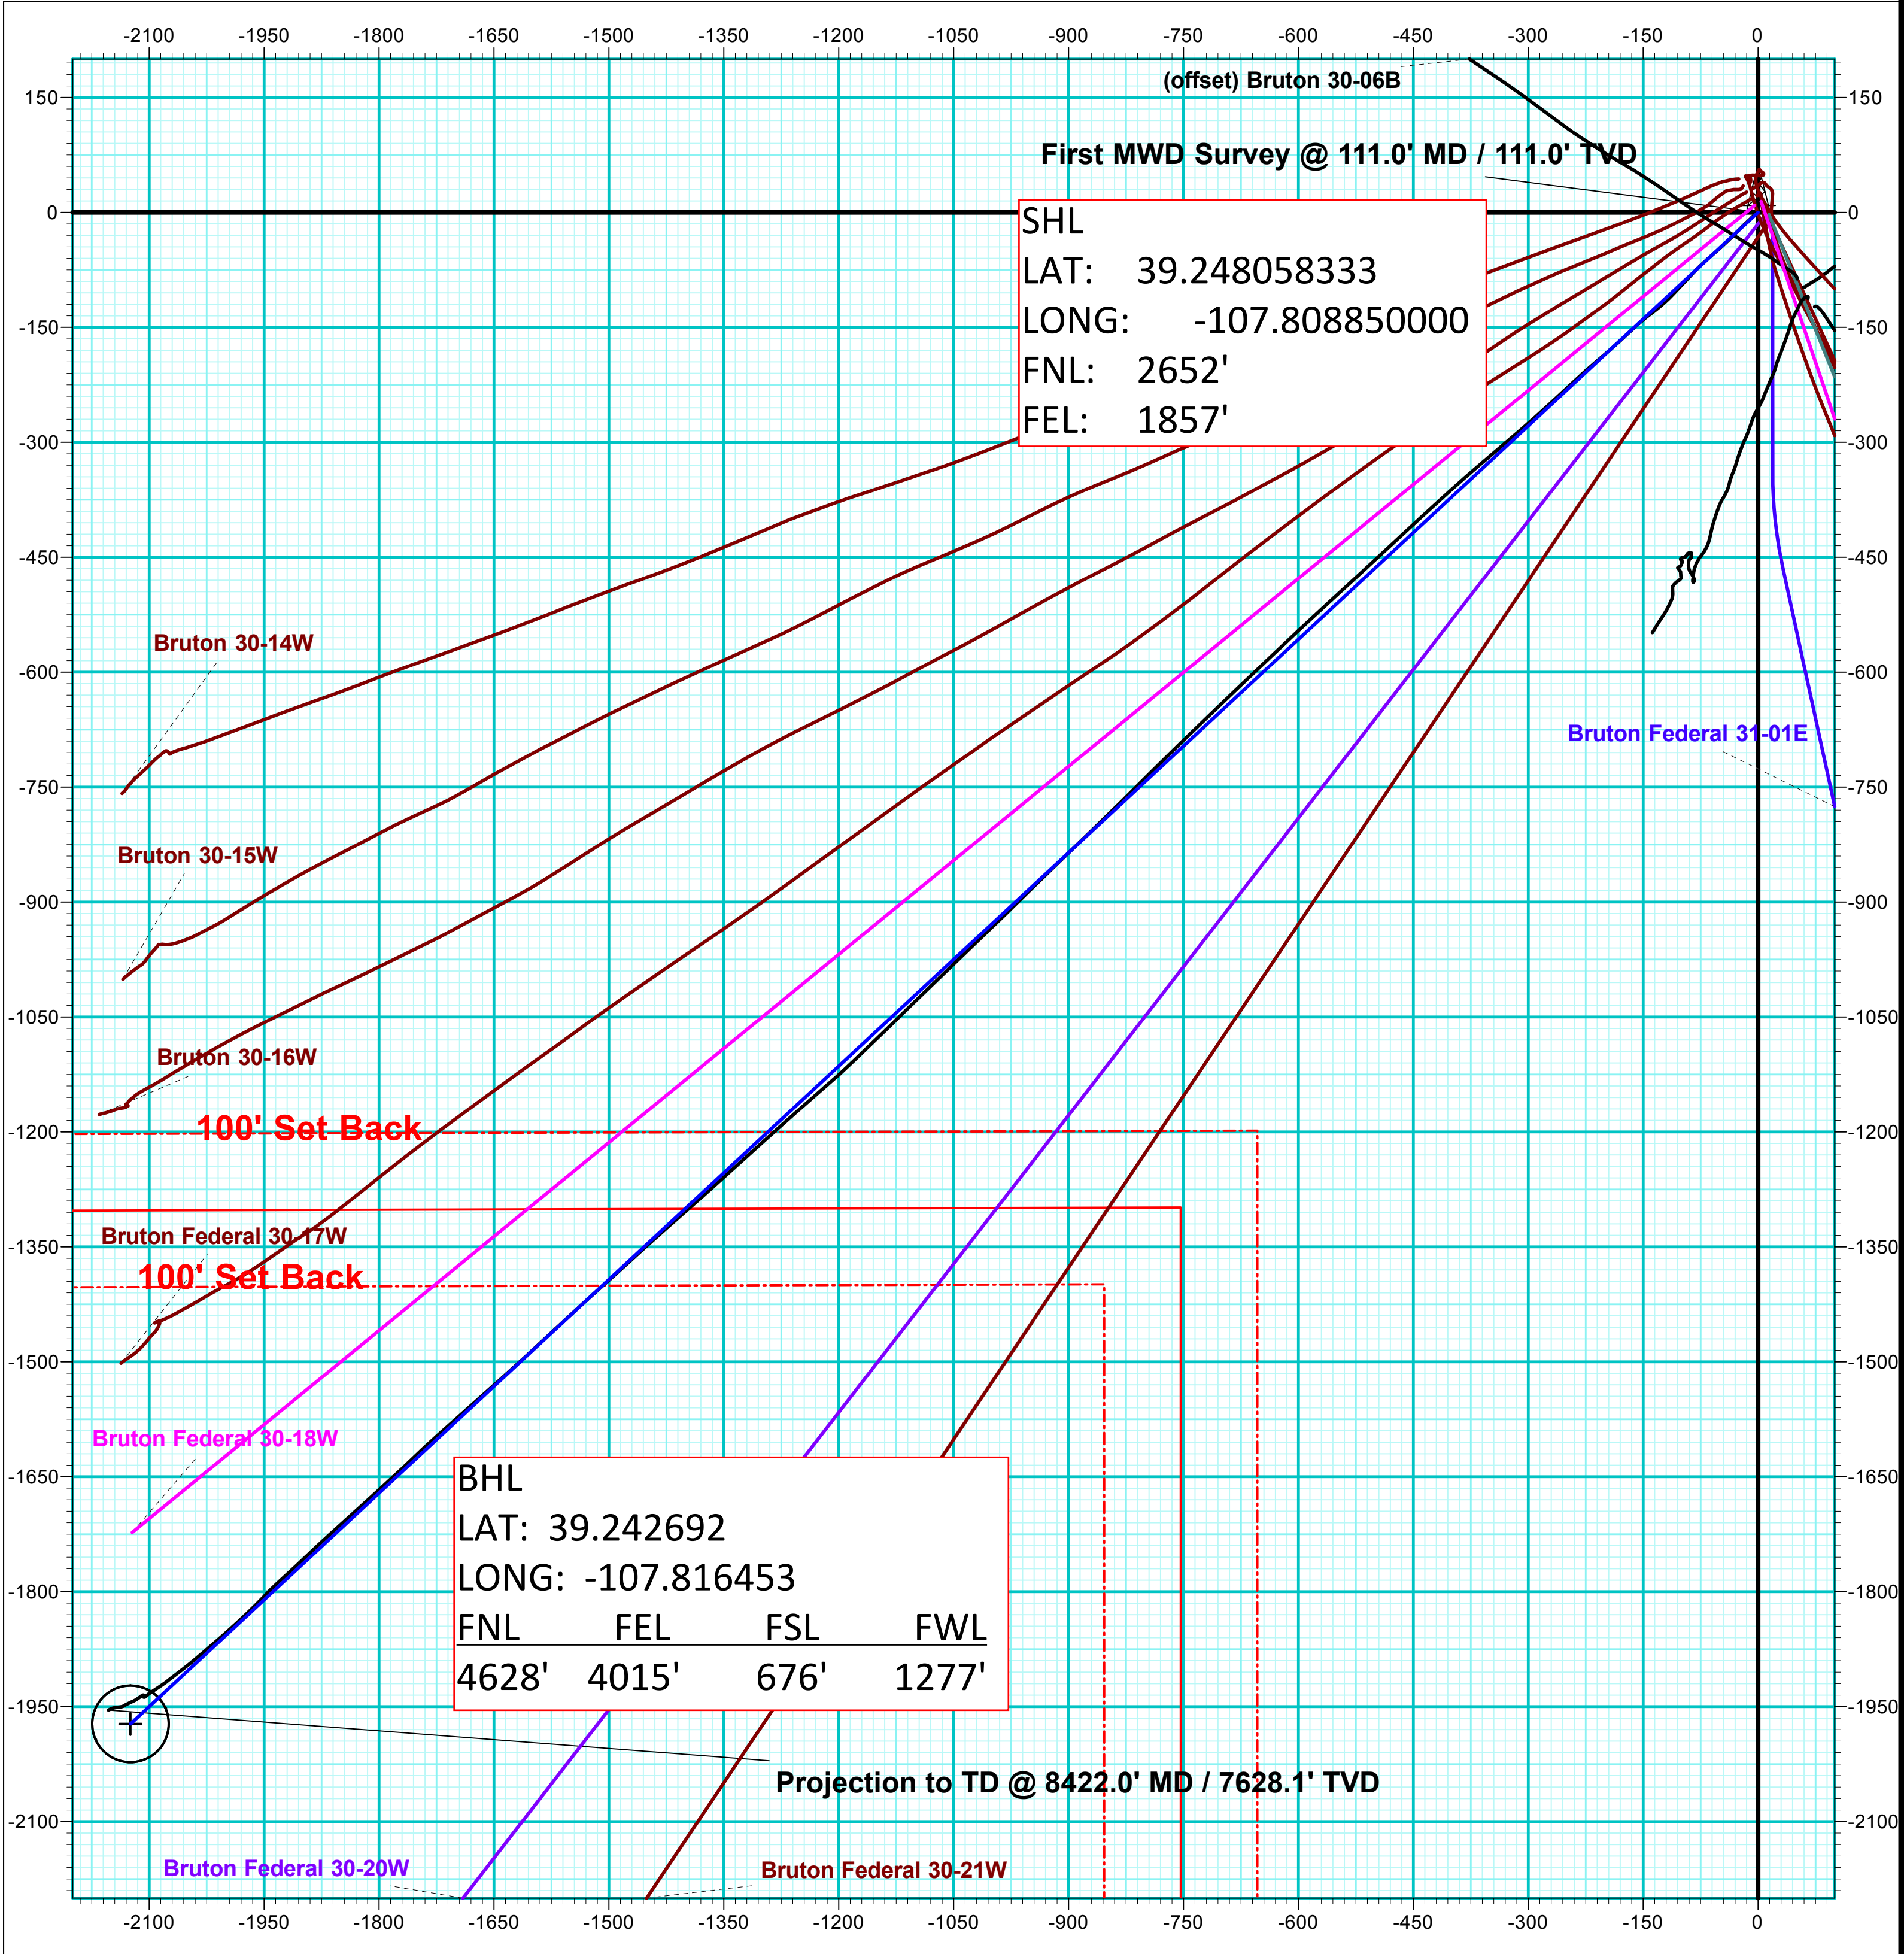 -2100 -1950 -1800 -1650 -1500 -1350 -1200 -1050 -900 -750 -600 -450 -300 -150 0
(offset) Bruton 30-06B
150 150
First MWD Survey @ 111.0' MD / 111.0' TVD
0 0
SHL
LAT: 39.248058333
LONG: -107.808850000
FNL: 2652'
FEL: 1857'
-150 -150
-300 -300
-450 -450
Bruton 30-14W
-600 -600
Bruton Federal 31-01E
-750 -750
Bruton 30-15W
-900 -900
-1050 -1050
Bruton 30-16W
100' Set Back
-1200 -1200
Bruton Federal 30-17W
-1350 -1350
100' Set Back
-1500 -1500
Bruton Federal 30-18W
-1650 -1650
BHL
LAT: 39.242692
LONG: -107.816453
FNL FEL FSL FWL
4628' 4015' 676' 1277'
-1800 -1800
-1950 -1950
Projection to TD @ 8422.0' MD / 7628.1' TVD
-2100 -2100
Bruton Federal 30-20W
Bruton Federal 30-21W
-2100 -1950 -1800 -1650 -1500 -1350 -1200 -1050 -900 -750 -600 -450 -300 -150 0